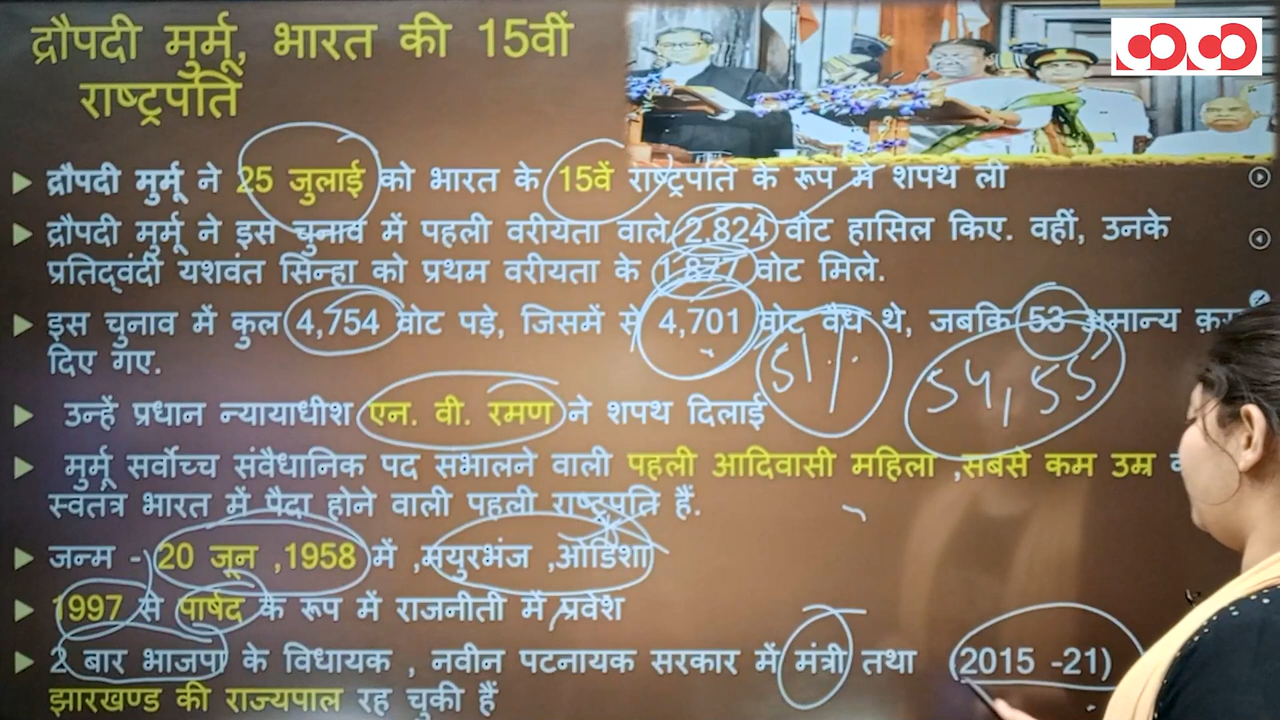 द्रौपदी मुर्मू, भारत की 15वीं
राष्ट्रपति
द्रौपदी मुर्मू ने 25 जुलाई को भारत के 15वें राष्ट्रपति के रूप में शपथ ली
द्रौपदी मुर्मू ने इस चुनाव में पहली वरीयता वाले 2,824 वोट हासिल किए. वहीं, उनके
प्रतिद्वंदी यशवंत सिन्हा को प्रथम वरीयता के 1,877 वोट मिले.
इस चुनाव में कुल 4,754 वोट पड़े, जिसमें से 4,701 वोट वैध थे, जबकि 53 अमान्य
दिए गए.
51%
54, 55
उन्हें प्रधान न्यायाधीश एन. वी. रमण ने शपथ दिलाई
मुर्मू सर्वोच्च संवैधानिक पद संभालने वाली पहली आदिवासी महिला ,सबसे कम उम्र
स्वतंत्र भारत में पैदा होने वाली पहली राष्ट्रपति हैं.
जन्म - 20 जून ,1958 में ,मयुरभंज ,ओडिशा
1997 से पार्षद के रूप में राजनीती में प्रवेश
2 बार भाजपा के विधायक , नवीन पटनायक सरकार में मंत्री तथा (2015 -21)
झारखण्ड की राज्यपाल रह चुकी हैं